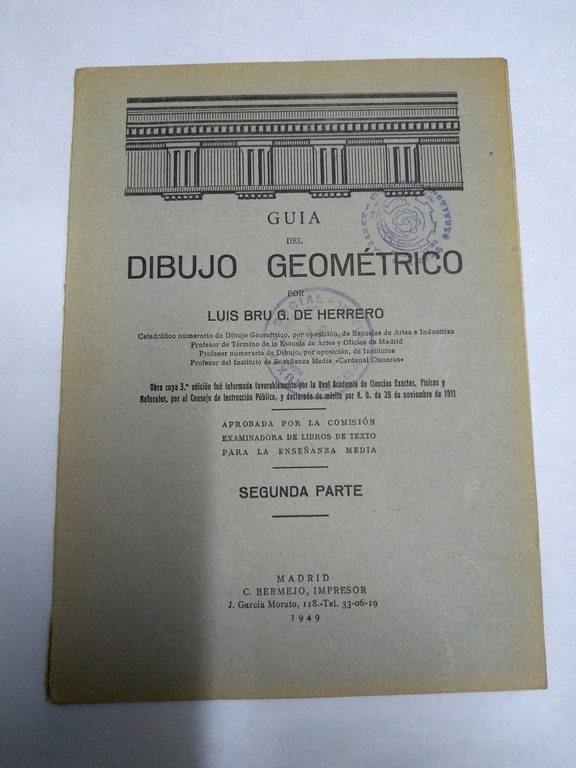 GUIA
DEL
DIBUJO GEOMÉTRICO
POR
LUIS BRU G. DE HERRERO
Catedrático numerario de Dibujo Geométrico, por oposición, de Escuelas de Artes e Industrias
Profesor de Término de la Escuela de Artes y Oficios de Madrid
Profesor numerario de Dibujo, por oposición, de Institutos
Profesor del Instituto de Enseñanza Media «Cardenal Cisneros»
Obra cuya 3.ª edición fué informada favorablemente por la Real Academia de Ciencias Exactas, Físicas y
Naturales, por el Consejo de Instrucción Pública, y declarada de mérito por R. O. de 28 de noviembre de 1911
APROBADA POR LA COMISIÓN
EXAMINADORA DE LIBROS DE TEXTO
PARA LA ENSEÑANZA MEDIA
SEGUNDA PARTE
MADRID
C. BERMEJO, IMPRESOR
J. García Morato, 118.-Tel. 33-06-19
1949